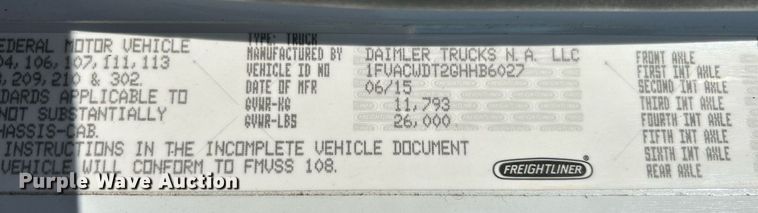 TYPE: TRUCK
EDERAL MOTOR VEHICLE MANUFACTURED BY DAIMLER TRUCKS N.A. LLC FRONT AXLE
04, 106, 107, 111, 113 VEHICLE ID NO 1FVACWDT2GHHB6027 FIRST INT AXLE
, 209, 210 & 302. DATE OF MFR 06/15 SECOND INT AXLE
DARDS APPLICABLE TO GVWR-KG 11,793 THIRD INT AXLE
NOT SUBSTANTIALLY GVWR-LBS 26,000 FOURTH INT AXLE
HASSIS-CAB. FIFTH INT AXLE
INSTRUCTIONS IN THE INCOMPLETE VEHICLE DOCUMENT SIXTH INT AXLE
VEHICLE WILL CONFORM TO FMVSS 108. REAR AXLE
FREIGHTLINER
Purple Wave Auction